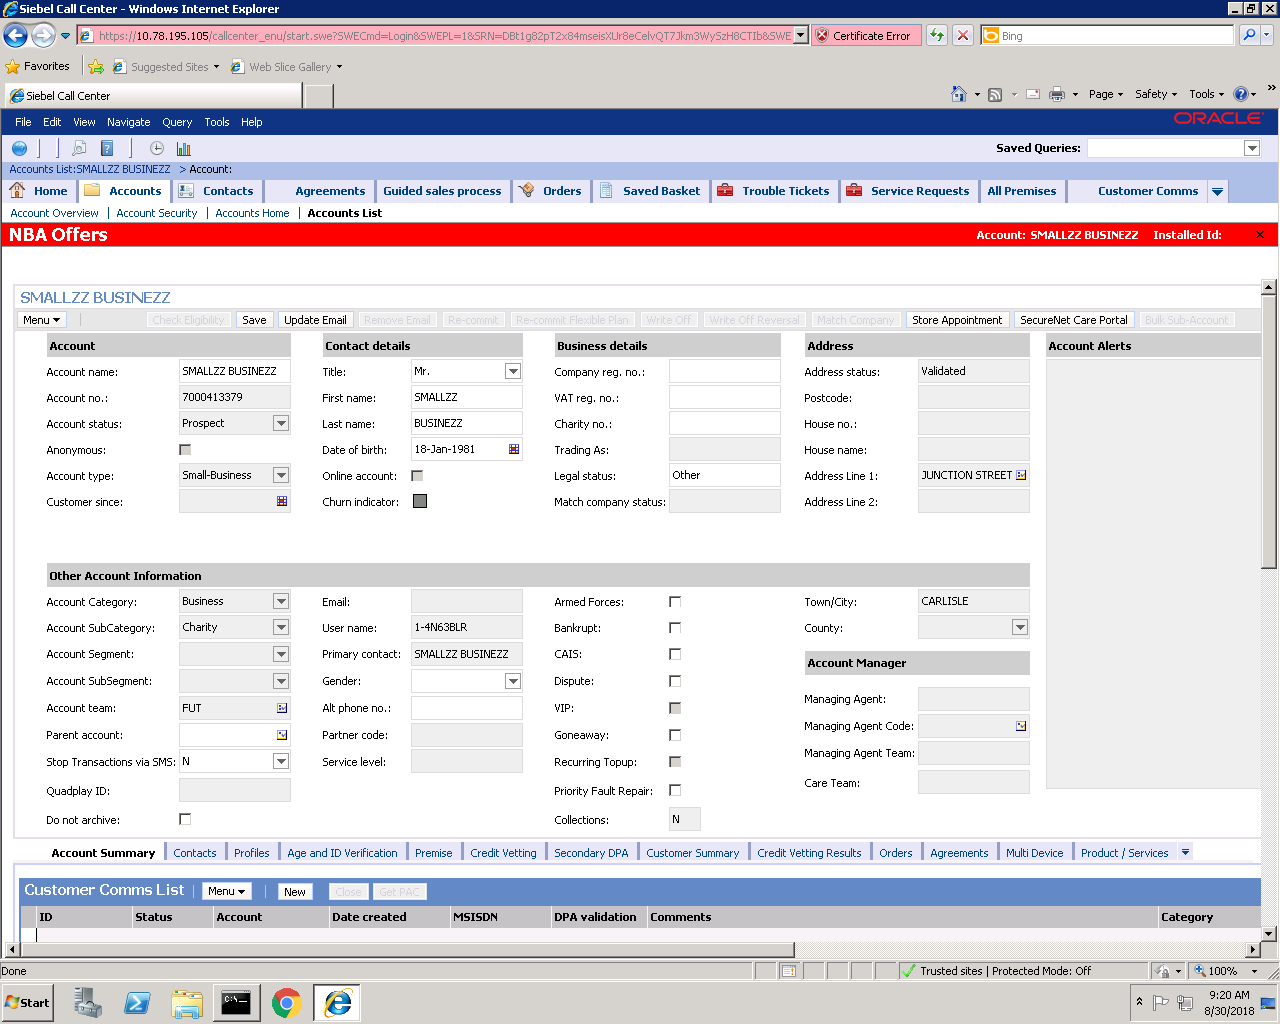 Siebel Call Center - Windows Internet Explorer
https://10.78.195.105/callcenter_enu/start.swe?SWECmd=Login&SWEPL=1&SRN=
Certificate Error
Bing
Favorites
Suggested Sites
Web Slice Gallery
Siebel Call Center
Page
Safety
Tools
File Edit View Navigate Query Tools Help
ORACLE
Saved Queries:
Accounts List:SMALLZZ BUSINEZZ > Account:
Home Accounts Contacts Agreements Guided sales process Orders Saved Basket Trouble Tickets Service Requests All Premises Customer Comms
Account Overview | Account Security | Accounts Home | Accounts List
NBA Offers Account: SMALLZZ BUSINEZZ Installed Id:
SMALLZZ BUSINEZZ
Menu Check Eligibility Save Update Email Remove Email Re-commit Re-commit Flexible Plan Write Off Write Off Reversal Match Company Store Appointment SecureNet Care Portal Bulk Sub-Account
Account Contact details Business details Address Account Alerts
Account name: SMALLZZ BUSINEZZ Title: Mr. Company reg. no.: Address status: Validated
Account no.: 7000413379 First name: SMALLZZ VAT reg. no.: Postcode:
Account status: Prospect Last name: BUSINEZZ Charity no.: House no.:
Anonymous: Date of birth: 18-Jan-1981 Trading As: House name:
Account type: Small-Business Online account: Legal status: Other Address Line 1: JUNCTION STREET
Customer since: Churn indicator: Match company status: Address Line 2:
Other Account Information
Account Category: Business Email: Armed Forces: Town/City: CARLISLE
Account SubCategory: Charity User name: 1-4N63BLR Bankrupt: County:
Account Segment: Primary contact: SMALLZZ BUSINEZZ CAIS: Account Manager
Account SubSegment: Gender: Dispute:
Account team: FUT Alt phone no.: VIP: Managing Agent:
Parent account: Partner code: Goneaway: Managing Agent Code:
Stop Transactions via SMS: N Service level: Recurring Topup: Managing Agent Team:
Quadplay ID: Priority Fault Repair: Care Team:
Do not archive: Collections: N
Account Summary Contacts Profiles Age and ID Verification Premise Credit Vetting Secondary DPA Customer Summary Credit Vetting Results Orders Agreements Multi Device Product / Services
Customer Comms List Menu New Close Get PAC
ID Status Account Date created MSISDN DPA validation Comments Category
Done Trusted sites | Protected Mode: Off 100%
Start
9:20 AM
8/30/2018